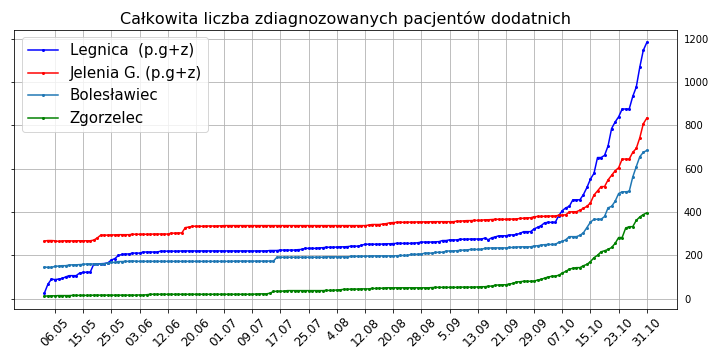 Całkowita liczba zdiagnozowanych pacjentów dodatnich
Legnica (p.g+z)
Jelenia G. (p.g+z)
Bolesławiec
Zgorzelec
1200
1000
800
600
400
200
0
06.05 15.05 25.05 03.06 12.06 20.06 01.07 09.07 17.07 25.07 4.08 12.08 20.08 28.08 5.09 13.09 21.09 29.09 07.10 15.10 23.10 31.10